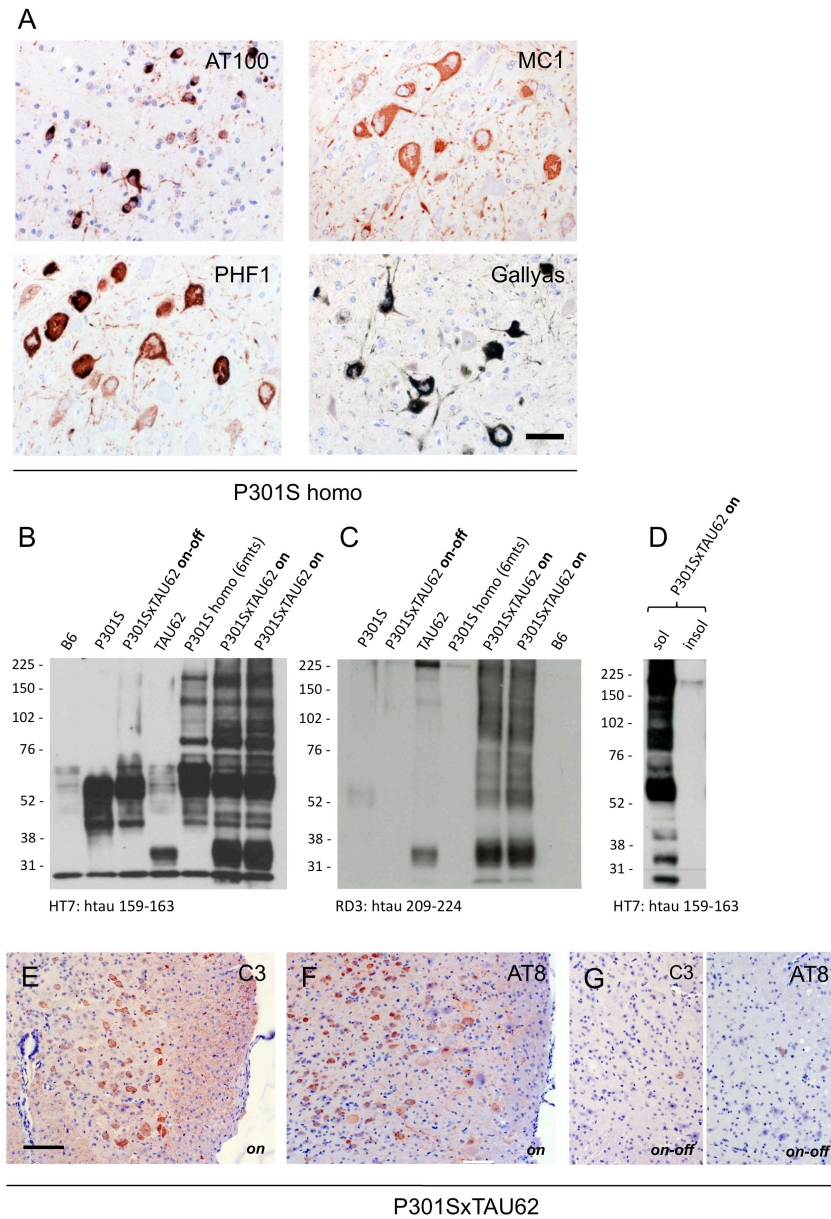 A
AT100
MC1
PHF1
Gallyas
P301S homo
B
B6
P301S
P301SxTAU62 on-off
TAU62
P301S homo (6mts)
P301SxTAU62 on
P301SxTAU62 on
225 -
150 -
102 -
76 -
52 -
38 -
31 -
HT7: htau 159-163
C
P301S
P301SxTAU62 on-off
TAU62
P301S homo (6mts)
P301SxTAU62 on
P301SxTAU62 on
B6
225 -
150 -
102 -
76 -
52 -
38 -
31 -
RD3: htau 209-224
D
P301SxTAU62 on
sol
insol
225 -
150 -
102 -
76 -
52 -
38 -
31 -
HT7: htau 159-163
E
C3
on
F
AT8
on
G
C3
on-off
AT8
on-off
P301SxTAU62